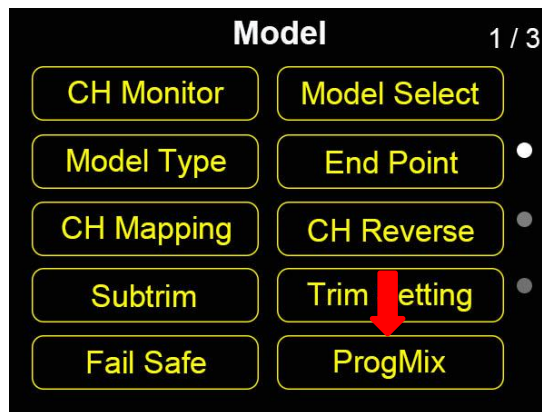 Model
1 / 3
CH Monitor
Model Select
Model Type
End Point
CH Mapping
CH Reverse
Subtrim
Trim etting
Fail Safe
ProgMix